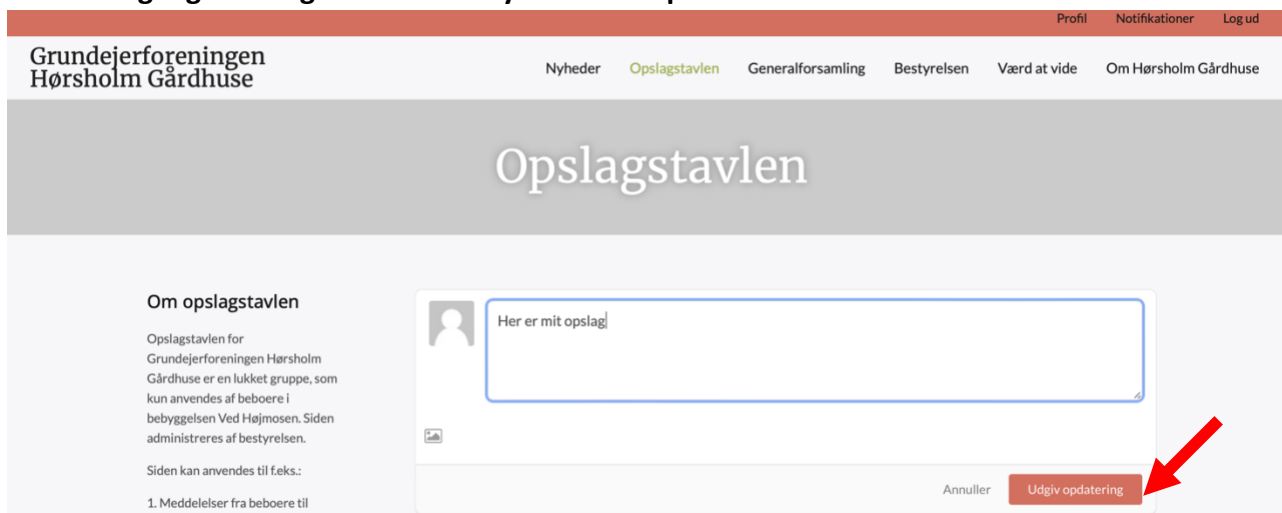 Profil Notifikationer Log ud
Grundejerforeningen
Hørsholm Gårdhuse
Nyheder Opslagstavlen Generalforsamling Bestyrelsen Værd at vide Om Hørsholm Gårdhuse
Opslagstavlen
Om opslagstavlen
Opslagstavlen for
Grundejerforeningen Hørsholm
Gårdhuse er en lukket gruppe, som
kun anvendes af beboere i
bebyggelsen Ved Højmosen. Siden
administreres af bestyrelsen.
Siden kan anvendes til f.eks.:
1. Meddelelser fra beboere til
Her er mit opslag
Annuller Udgiv opdatering